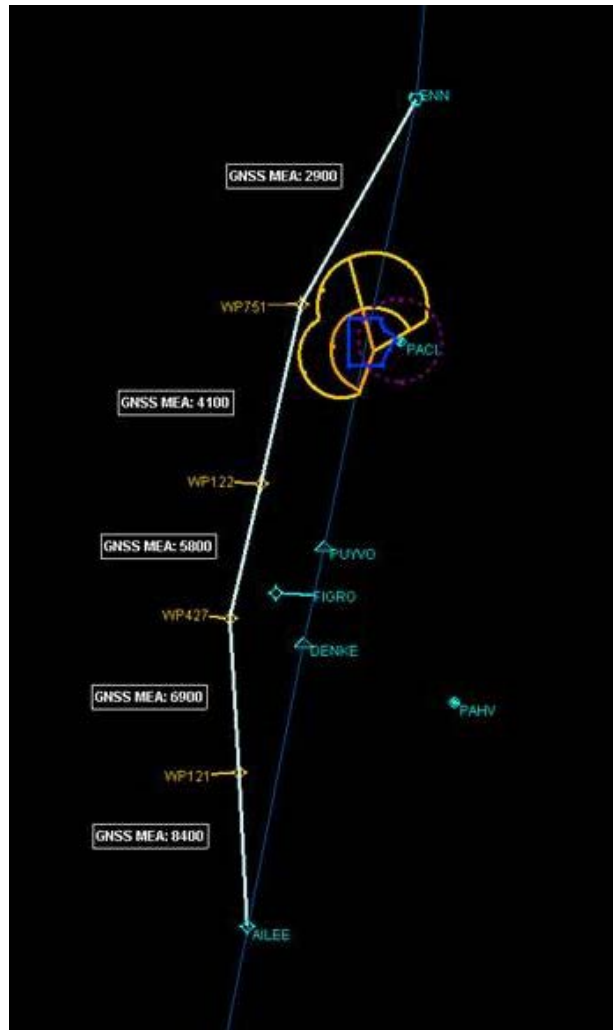 ENN
GNSS MEA: 2900
WP751
PACL
GNSS MEA: 4100
WP122
GNSS MEA: 5800
PUYVO
FIGRO
WP427
DENKE
GNSS MEA: 6900
PAHV
WP121
GNSS MEA: 8400
AILEE